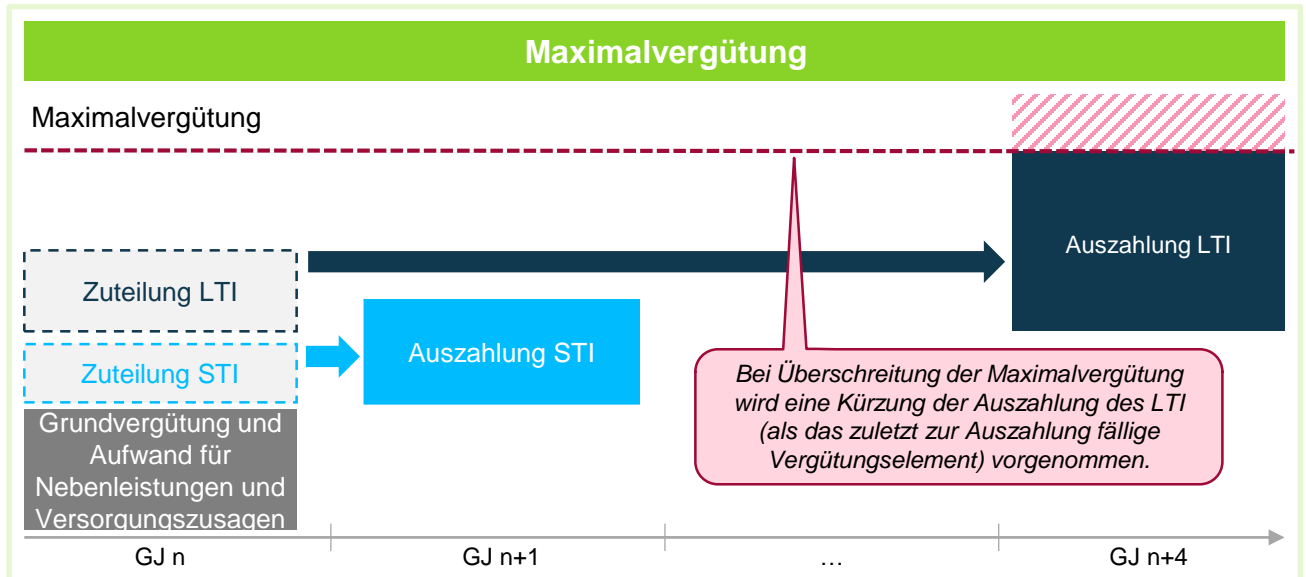 Maximalvergütung
Maximalvergütung
Auszahlung LTI
Zuteilung LTI
Auszahlung STI
Zuteilung STI
Bei Überschreitung der Maximalvergütung
wird eine Kürzung der Auszahlung des LTI
(als das zuletzt zur Auszahlung fällige
Vergütungselement) vorgenommen.
Grundvergütung und
Aufwand für
Nebenleistungen und
Versorgungszusagen
GJ n
GJ n+1
…
GJ n+4